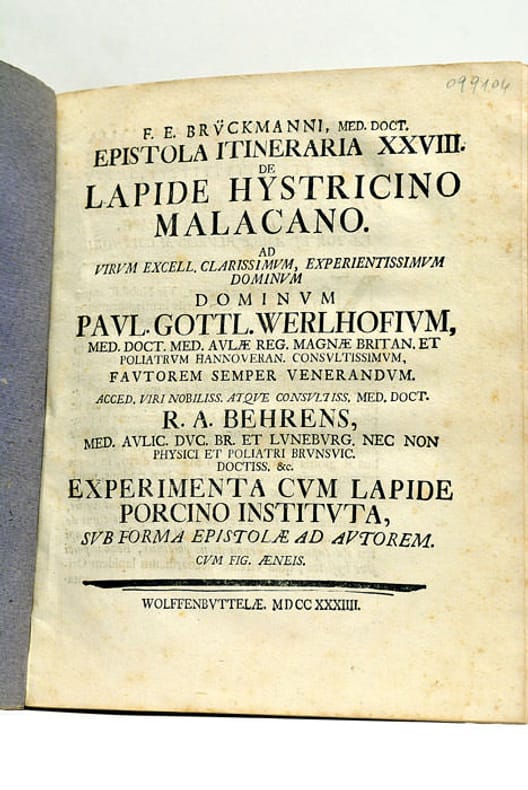 099104
F. E. BRÜCKMANNI, MED. DOCT.
EPISTOLA ITINERARIA XXVIII.
DE
LAPIDE HYSTRICINO
MALACANO.
AD
VIRVM EXCELL. CLARISSIMVM, EXPERIENTISSIMVM
DOMINVM
DOMINVM
PAVL. GOTTL. WERLHOFIVM,
MED. DOCT. MED. AVLÆ REG. MAGNÆ BRITAN. ET
POLIATRVM HANNOVERAN. CONSVLTISSIMVM,
FAVTOREM SEMPER VENERANDVM.
ACCED. VIRI NOBILISS. ATQVE CONSVLTISS. MED. DOCT.
R. A. BEHRENS,
MED. AVLIC. DVC. BR. ET LVNEBVRG. NEC NON
PHYSICI ET POLIATRI BRVNSVIC.
DOCTISS. &c.
EXPERIMENTA CVM LAPIDE
PORCINO INSTITVTA,
SVB FORMA EPISTOLÆ AD AVTOREM.
CVM FIG. ÆNEIS.
WOLFFENBVTTELÆ. MDCC XXXIIII.